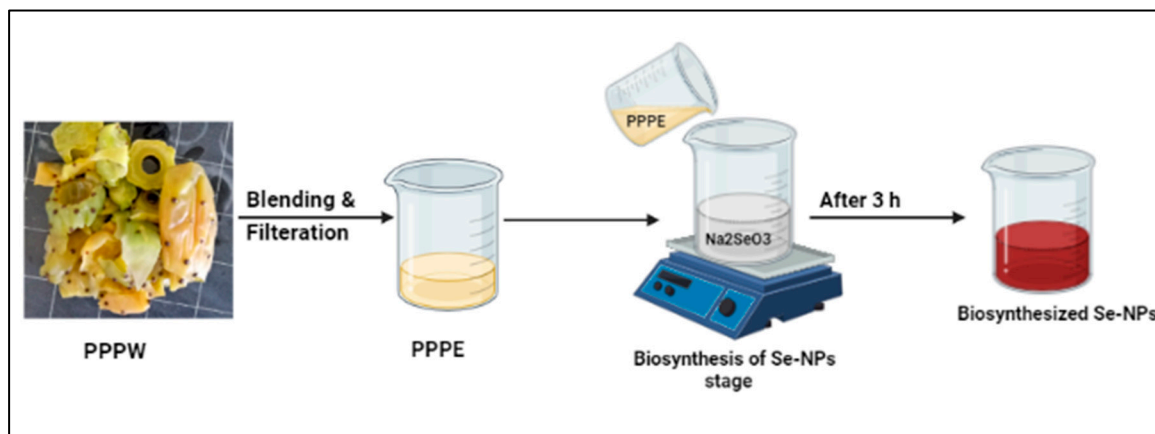 PPPW
Blending &
Filteration
PPPE
PPPE
Na2SeO3
Biosynthesis of Se-NPs
stage
After 3 h
Biosynthesized Se-NPs